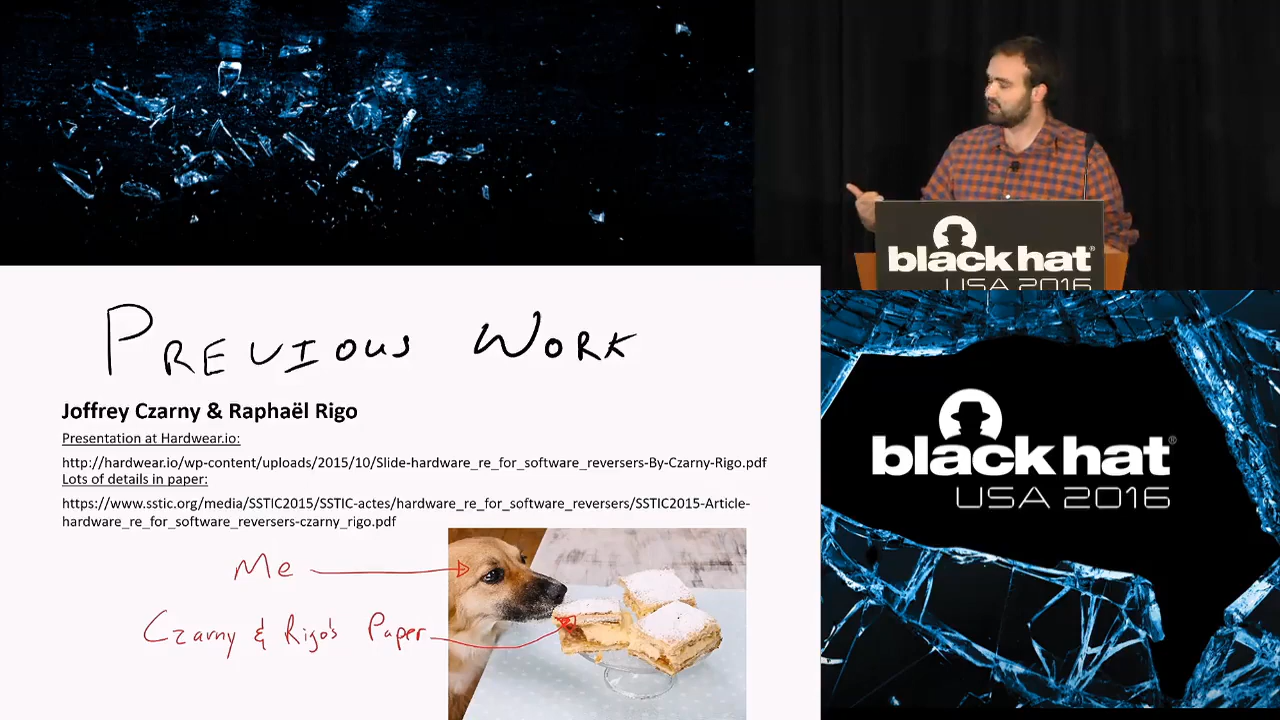 black hat
USA 2016
PREVIOUS WORK
Joffrey Czarny & Raphaël Rigo
Presentation at Hardwear.io:
http://hardwear.io/wp-content/uploads/2015/10/Slide-hardware_re_for_software_reversers-By-Czarny-Rigo.pdf
Lots of details in paper:
https://www.sstic.org/media/SSTIC2015/SSTIC-actes/hardware_re_for_software_reversers/SSTIC2015-Article-
hardware_re_for_software_reversers-czarny_rigo.pdf
Me
Czarny & Rigo's Paper
black hat®
USA 2016